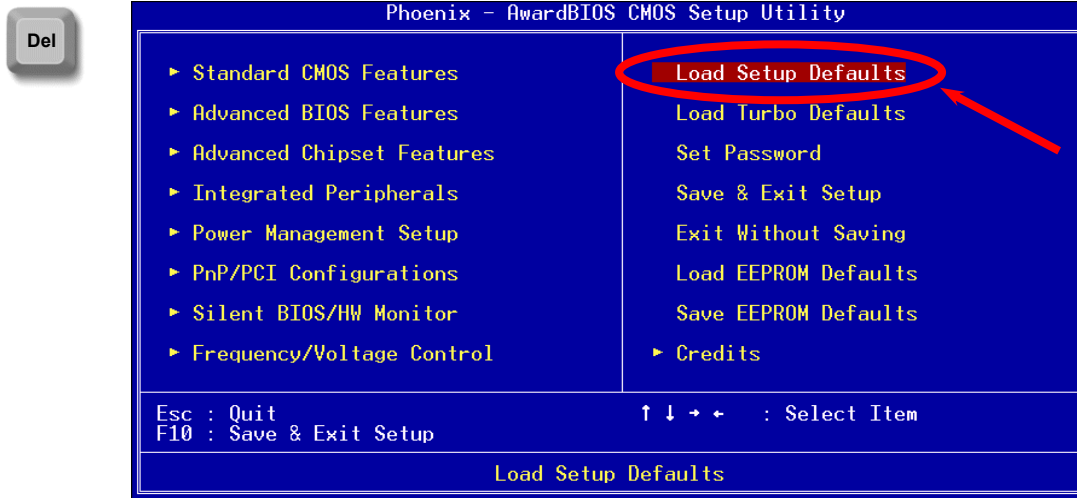 Del
Phoenix - AwardBIOS CMOS Setup Utility
► Standard CMOS Features
► Advanced BIOS Features
► Advanced Chipset Features
► Integrated Peripherals
► Power Management Setup
► PnP/PCI Configurations
► Silent BIOS/HW Monitor
► Frequency/Voltage Control
Load Setup Defaults
Load Turbo Defaults
Set Password
Save & Exit Setup
Exit Without Saving
Load EEPROM Defaults
Save EEPROM Defaults
► Credits
Esc : Quit
F10 : Save & Exit Setup
↑ ↓ → ← : Select Item
Load Setup Defaults